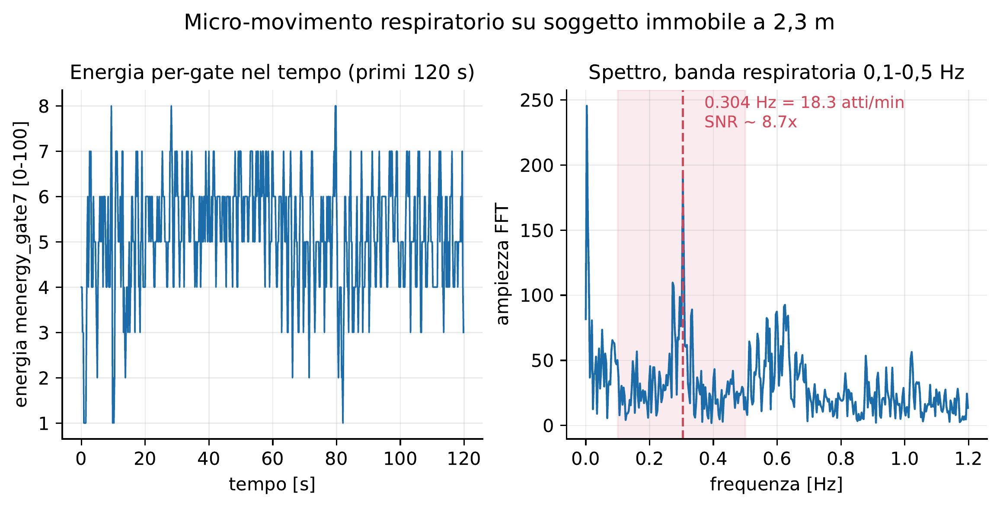 Micro-movimento respiratorio su soggetto immobile a 2,3 m
Energia per-gate nel tempo (primi 120 s)
energia menergy_gate7 [0-100]
8
7
6
5
4
3
2
1
0 20 40 60 80 100 120
tempo [s]
Spettro, banda respiratoria 0,1-0,5 Hz
0.304 Hz = 18.3 atti/min
SNR ~ 8.7x
ampiezza FFT
250
200
150
100
50
0
0.0 0.2 0.4 0.6 0.8 1.0 1.2
frequenza [Hz]